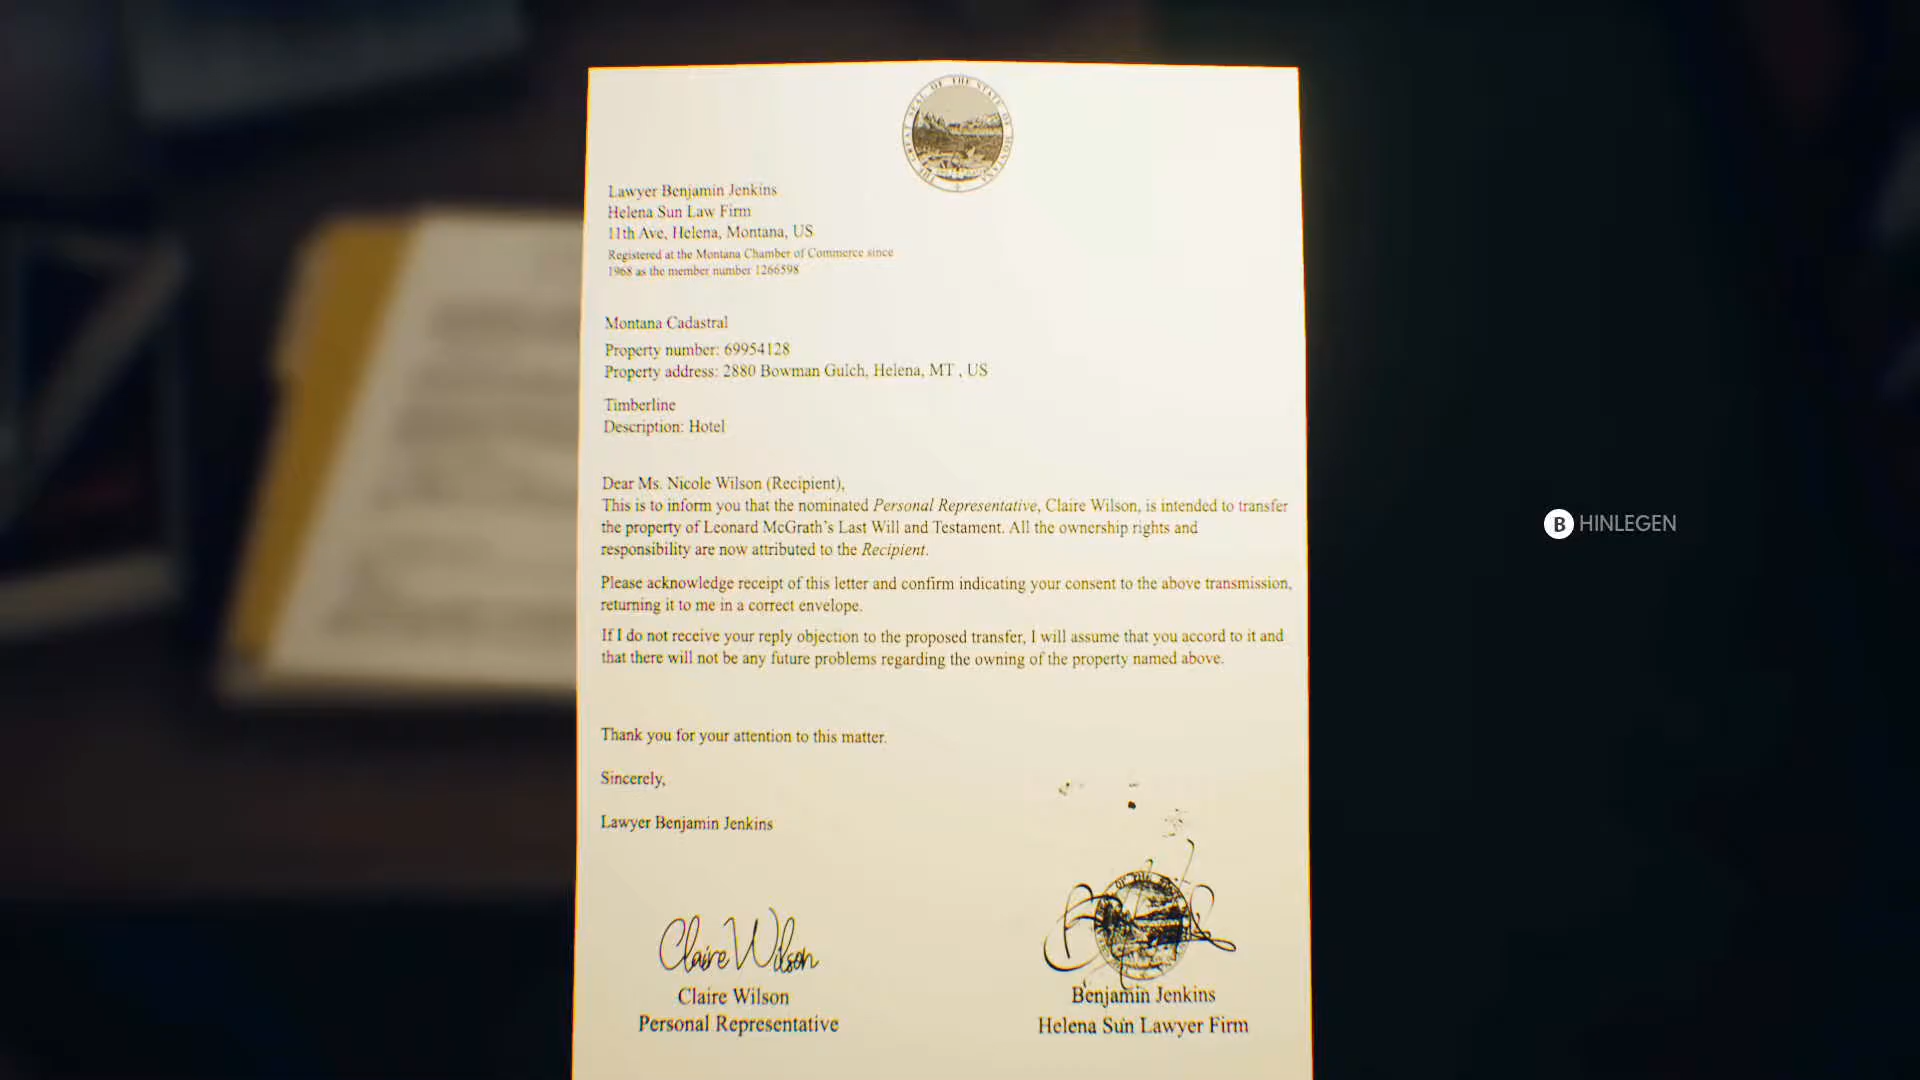 THE GREAT SEAL OF THE STATE OF MONTANA
Lawyer Benjamin Jenkins
Helena Sun Law Firm
11th Ave, Helena, Montana, US
Registered at the Montana Chamber of Commerce since
1968 as the member number 1266598
Montana Cadastral
Property number: 69954128
Property address: 2880 Bowman Gulch, Helena, MT , US
Timberline
Description: Hotel
Dear Ms. Nicole Wilson (Recipient),
This is to inform you that the nominated Personal Representative, Claire Wilson, is intended to transfer
the property of Leonard McGrath's Last Will and Testament. All the ownership rights and
responsibility are now attributed to the Recipient.
Please acknowledge receipt of this letter and confirm indicating your consent to the above transmission,
returning it to me in a correct envelope.
If I do not receive your reply objection to the proposed transfer, I will assume that you accord to it and
that there will not be any future problems regarding the owning of the property named above.
Thank you for your attention to this matter.
Sincerely,
Lawyer Benjamin Jenkins
Claire Wilson
Claire Wilson
Personal Representative
Benjamin Jenkins
Helena Sun Lawyer Firm
B HINLEGEN